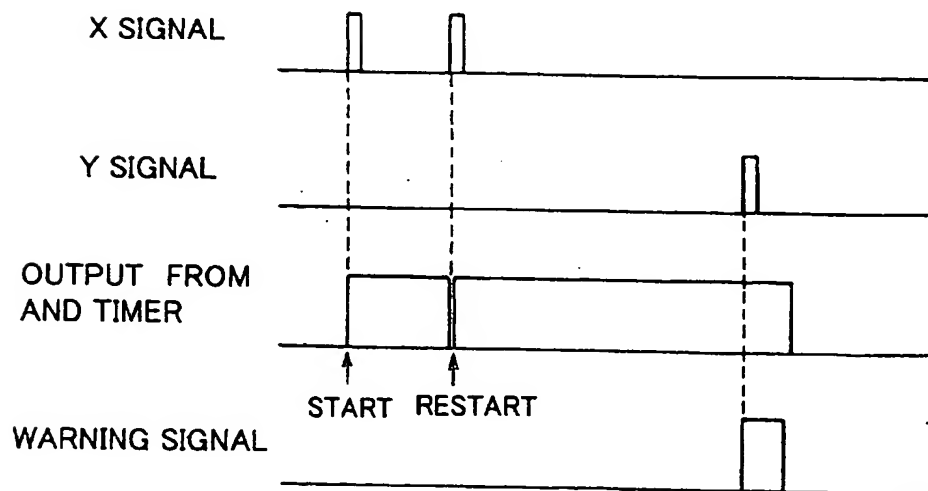 X SIGNAL
Y SIGNAL
OUTPUT FROM
AND TIMER
START RESTART
WARNING SIGNAL